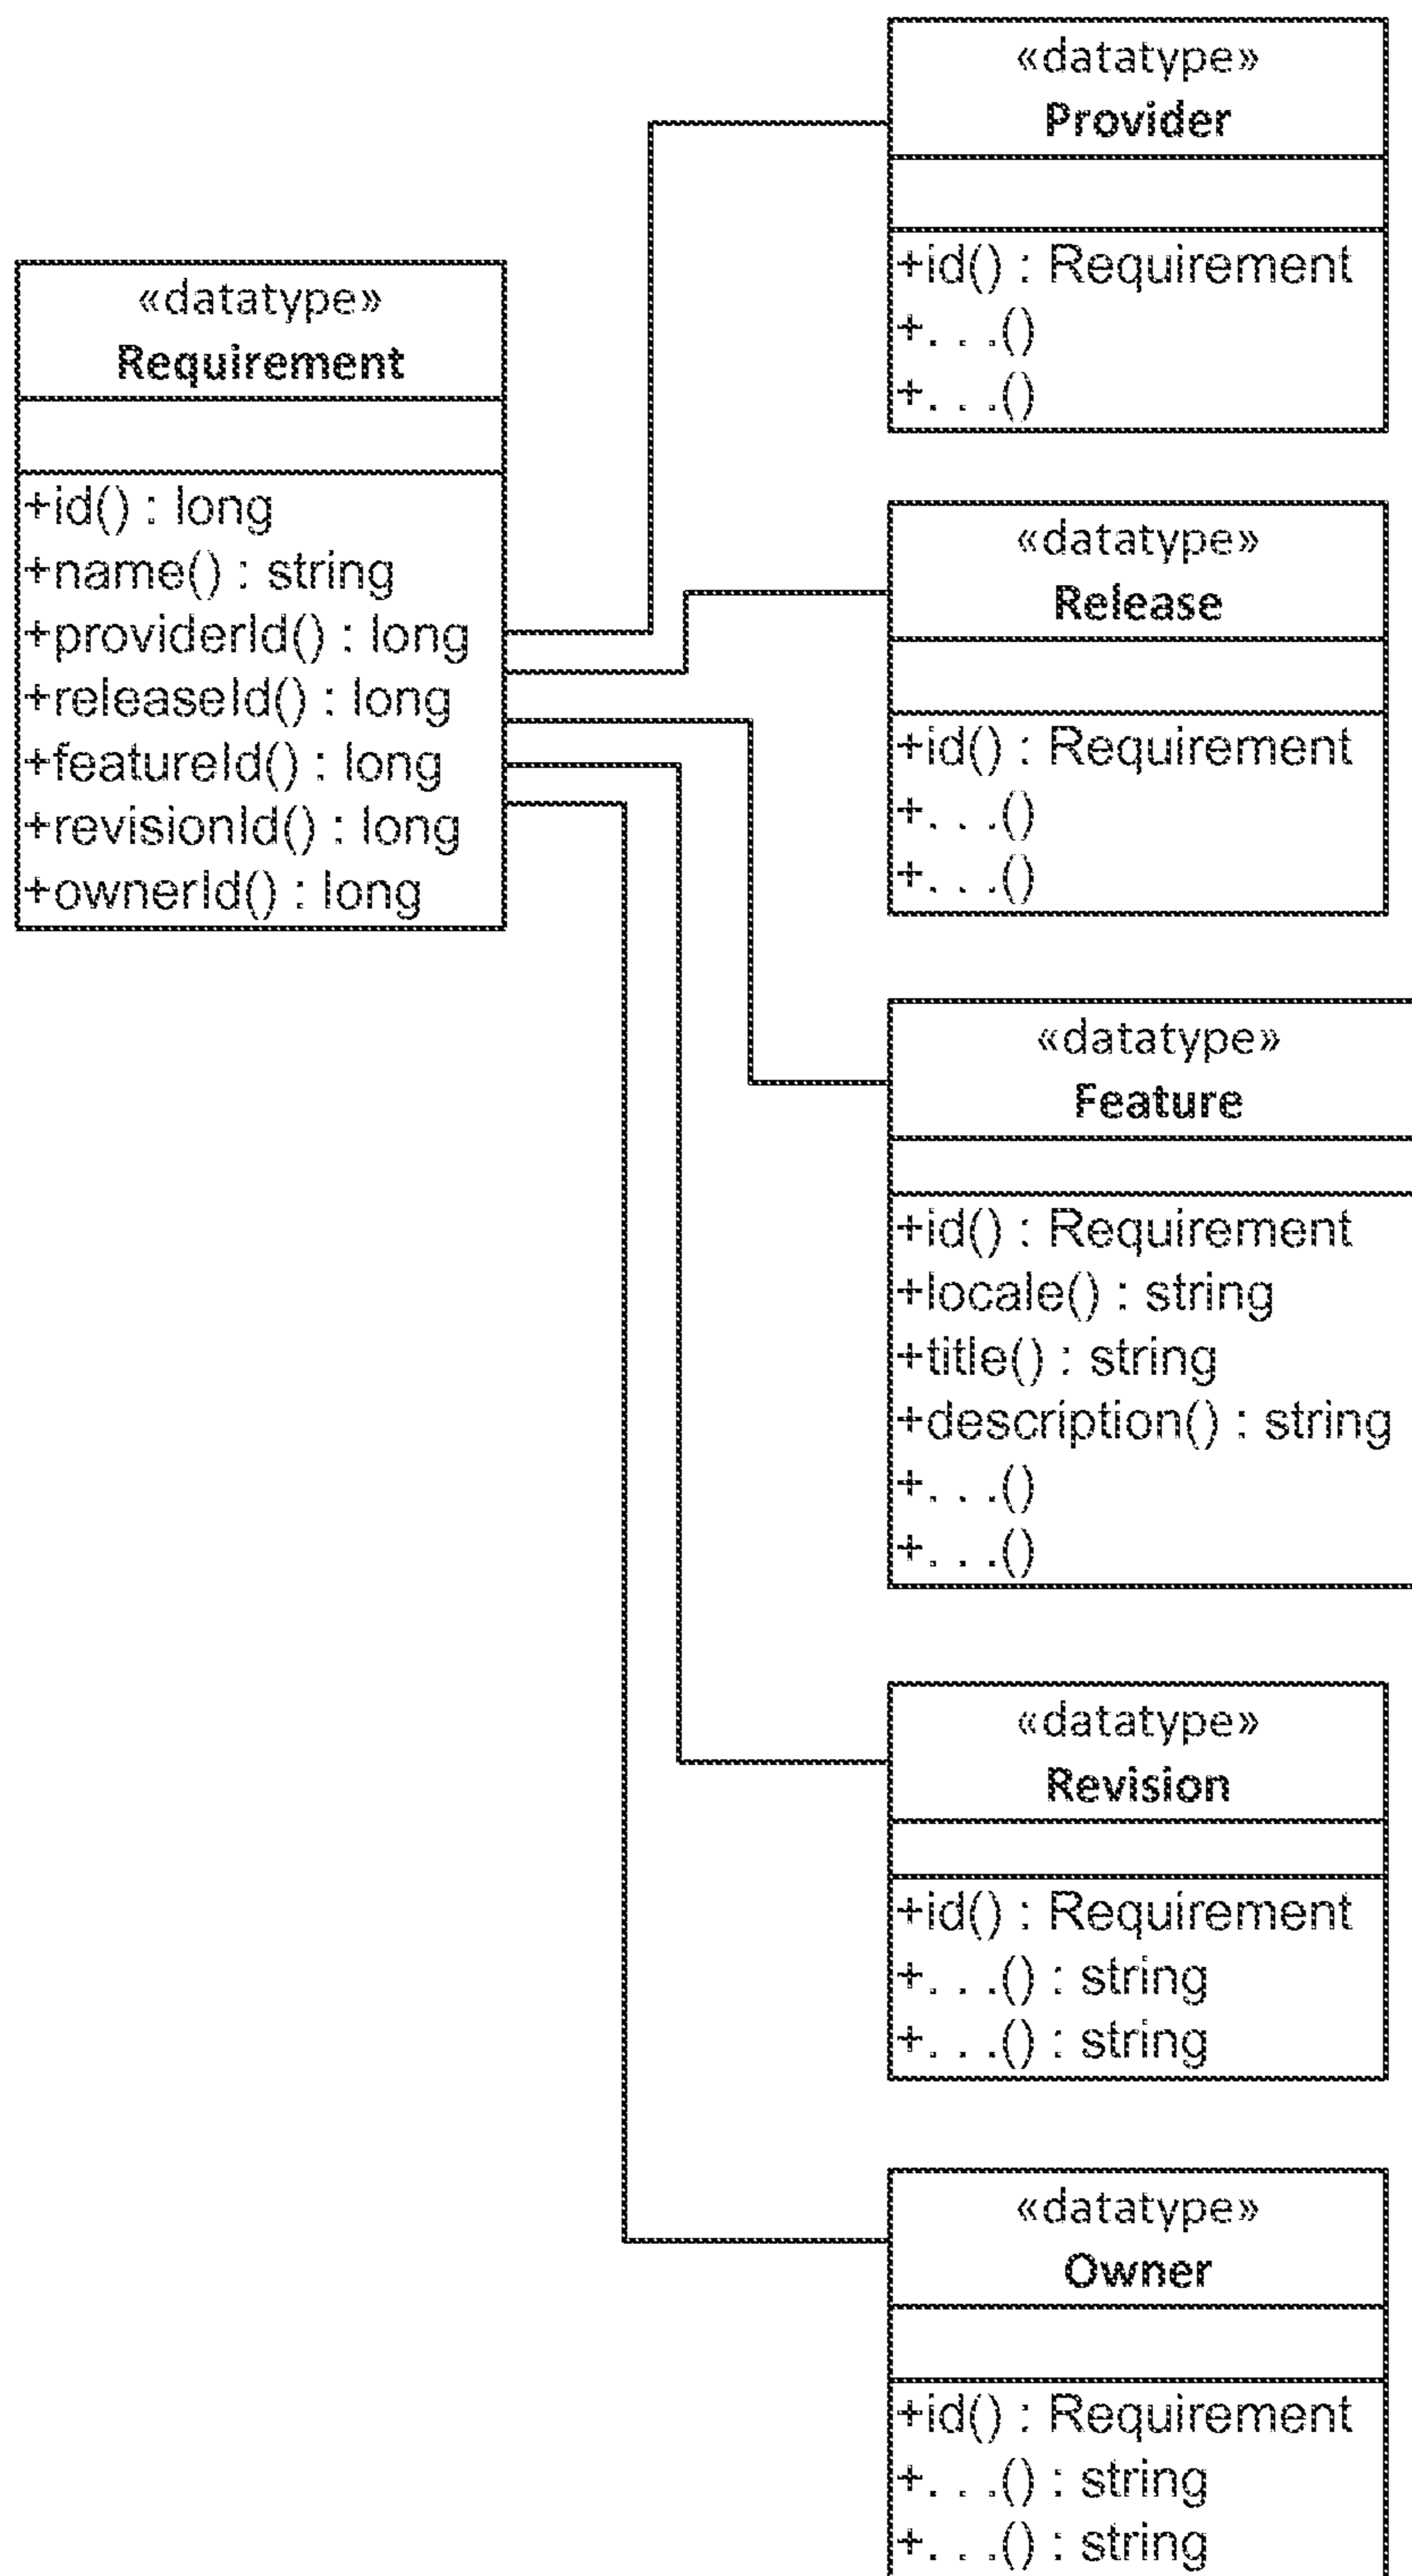 «datatype»
Provider
+id() : Requirement
+. . .()
+. . .()
«datatype»
Requirement
+id() : long
+name() : string
+providerId() : long
+releaseId() : long
+featureId() : long
+revisionId() : long
+ownerId() : long
«datatype»
Release
+id() : Requirement
+. . .()
+. . .()
«datatype»
Feature
+id() : Requirement
+locale() : string
+title() : string
+description() : string
+. . .()
+. . .()
«datatype»
Revision
+id() : Requirement
+. . .() : string
+. . .() : string
«datatype»
Owner
+id() : Requirement
+. . .() : string
+. . .() : string